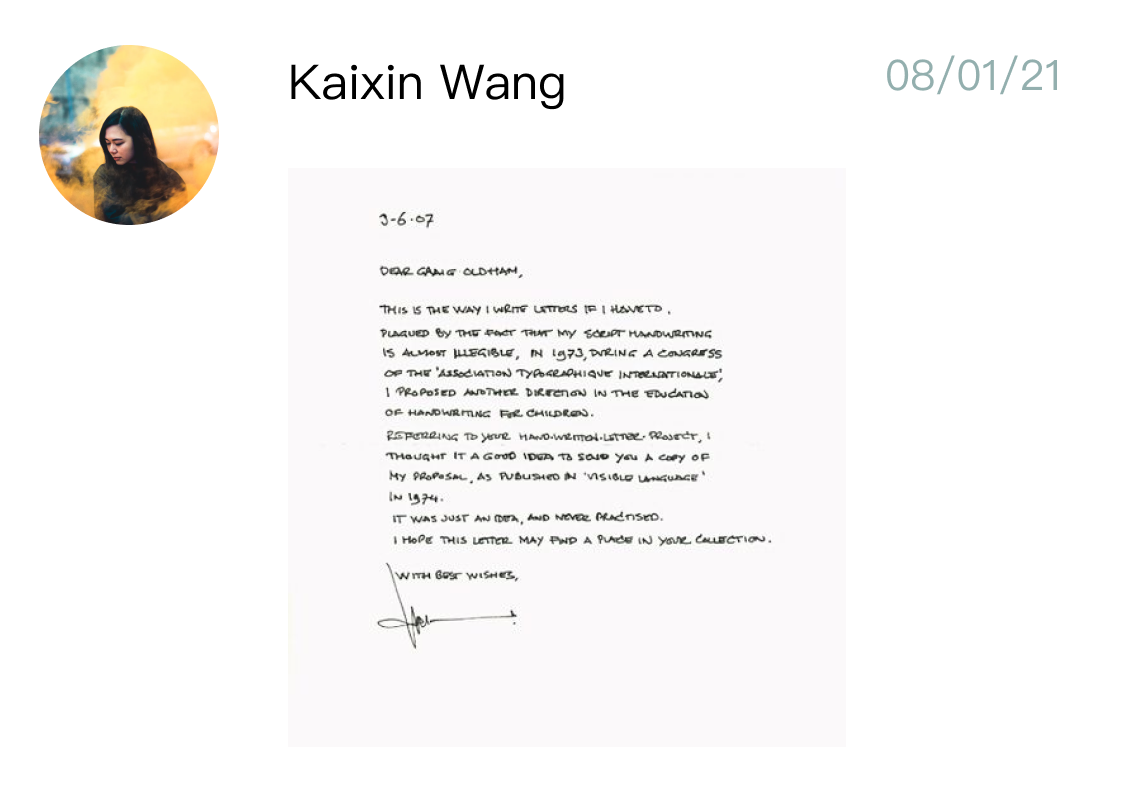 Kaixin Wang
08/01/21
3-6-07
DEAR CRAIG OLDHAM,
THIS IS THE WAY I WRITE LETTERS IF I HAVE TO.
PLAGUED BY THE FACT THAT MY SCRIPT HANDWRITING
IS ALMOST ILLEGIBLE, IN 1973, DURING A CONGRESS
OF THE 'ASSOCIATION TYPOGRAPHIQUE INTERNATIONALE',
I PROPOSED ANOTHER DIRECTION IN THE EDUCATION
OF HANDWRITING FOR CHILDREN.
REFERRING TO YOUR HAND-WRITTEN-LETTER-PROJECT, I
THOUGHT IT A GOOD IDEA TO SEND YOU A COPY OF
MY PROPOSAL, AS PUBLISHED IN 'VISIBLE LANGUAGE'
IN 1974.
IT WAS JUST AN IDEA, AND NEVER PRACTISED.
I HOPE THIS LETTER MAY FIND A PLACE IN YOUR COLLECTION.
WITH BEST WISHES,